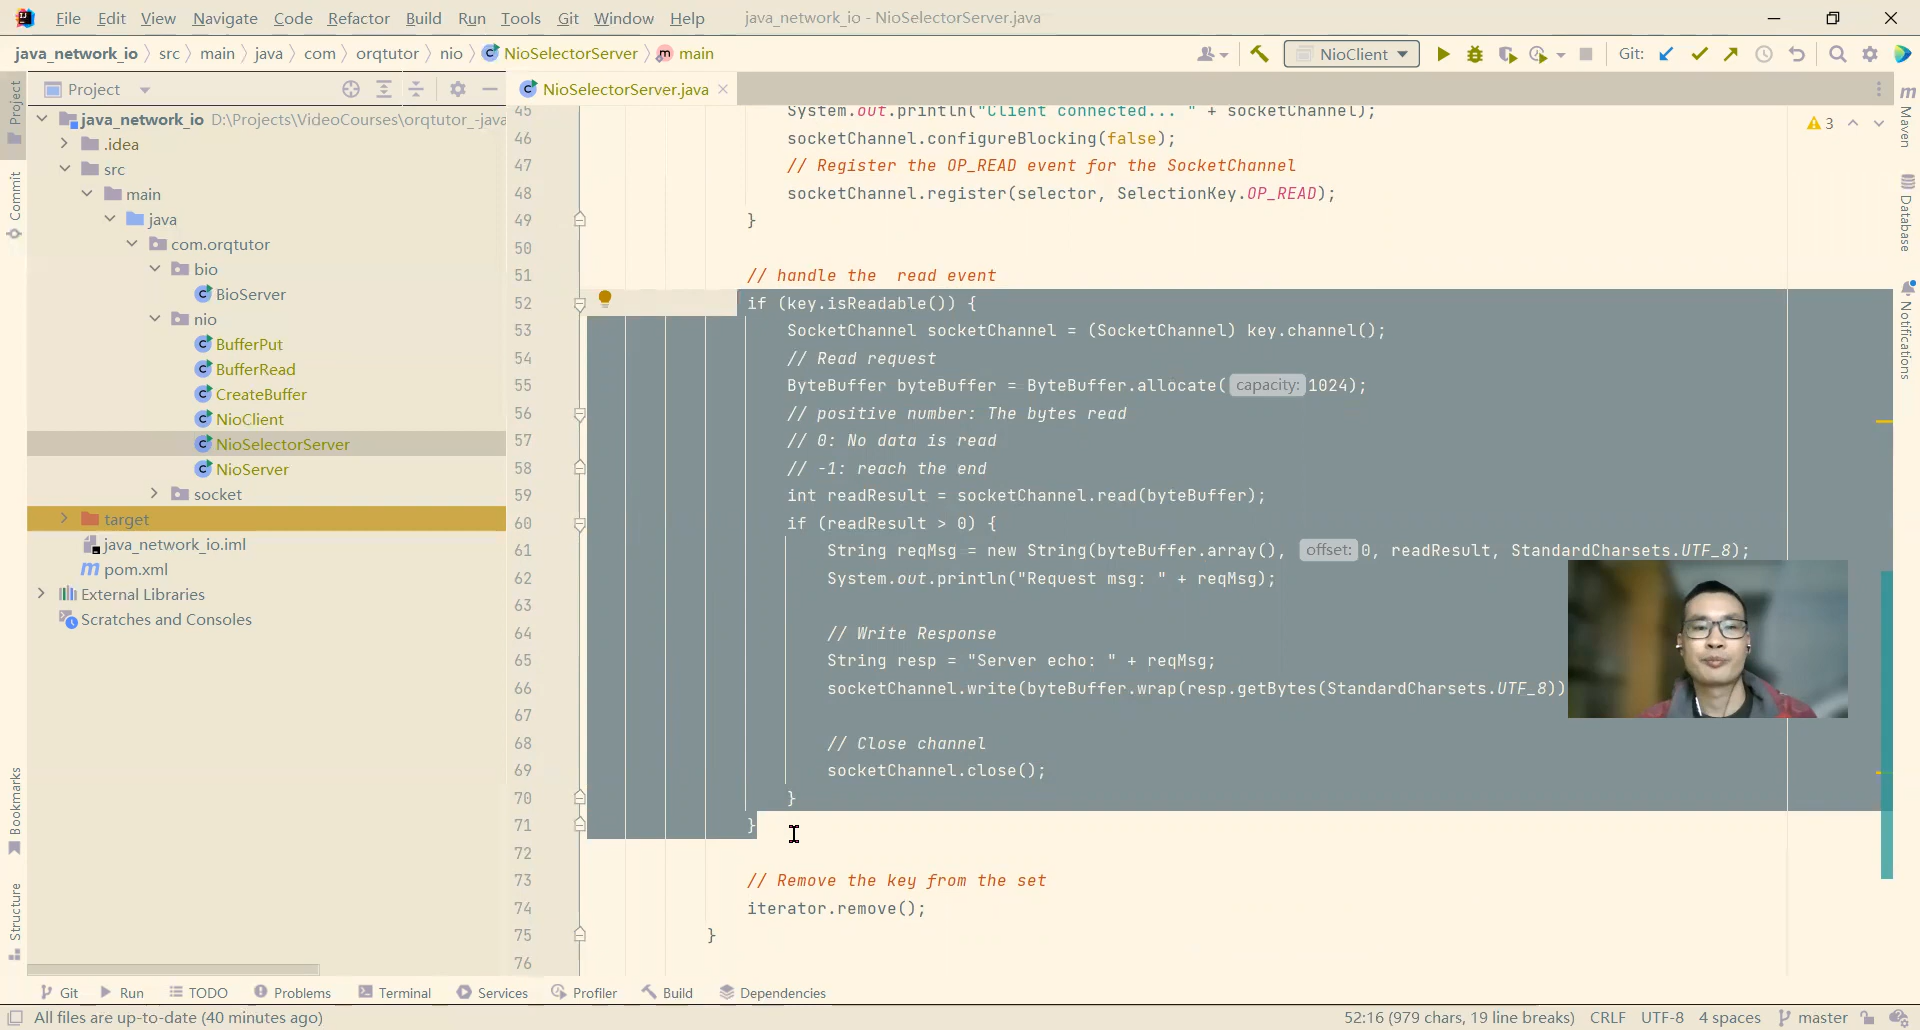 File Edit View Navigate Code Refactor Build Run Tools Git Window Help java_network_io - NioSelectorServer.java
java_network_io src main java com orqtutor nio NioSelectorServer main NioClient Git:
Project NioSelectorServer.java
java_network_io D:\Projects\VideoCourses\orqtutor_-java
.idea
src
main
java
com.orqtutor
bio
BioServer
nio
BufferPut
BufferRead
CreateBuffer
NioClient
NioSelectorServer
NioServer
socket
target
java_network_io.iml
pom.xml
External Libraries
Scratches and Consoles
Project
Commit
Bookmarks
Structure
45 System.out.println("Client connected... " + socketChannel);
46 socketChannel.configureBlocking(false);
47 // Register the OP_READ event for the SocketChannel
48 socketChannel.register(selector, SelectionKey.OP_READ);
49 }
50
51 // handle the  read event
52 if (key.isReadable()) {
53 SocketChannel socketChannel = (SocketChannel) key.channel();
54 // Read request
55 ByteBuffer byteBuffer = ByteBuffer.allocate( capacity: 1024);
56 // positive number: The bytes read
57 // 0: No data is read
58 // -1: reach the end
59 int readResult = socketChannel.read(byteBuffer);
60 if (readResult > 0) {
61 String reqMsg = new String(byteBuffer.array(), offset: 0, readResult, StandardCharsets.UTF_8);
62 System.out.println("Request msg: " + reqMsg);
63
64 // Write Response
65 String resp = "Server echo: " + reqMsg;
66 socketChannel.write(byteBuffer.wrap(resp.getBytes(StandardCharsets.UTF_8))
67
68 // Close channel
69 socketChannel.close();
70 }
71 }
72
73 // Remove the key from the set
74 iterator.remove();
75 }
76
3
Maven
Database
Notifications
Git Run TODO Problems Terminal Services Profiler Build Dependencies
All files are up-to-date (40 minutes ago) 52:16 (979 chars, 19 line breaks) CRLF UTF-8 4 spaces master